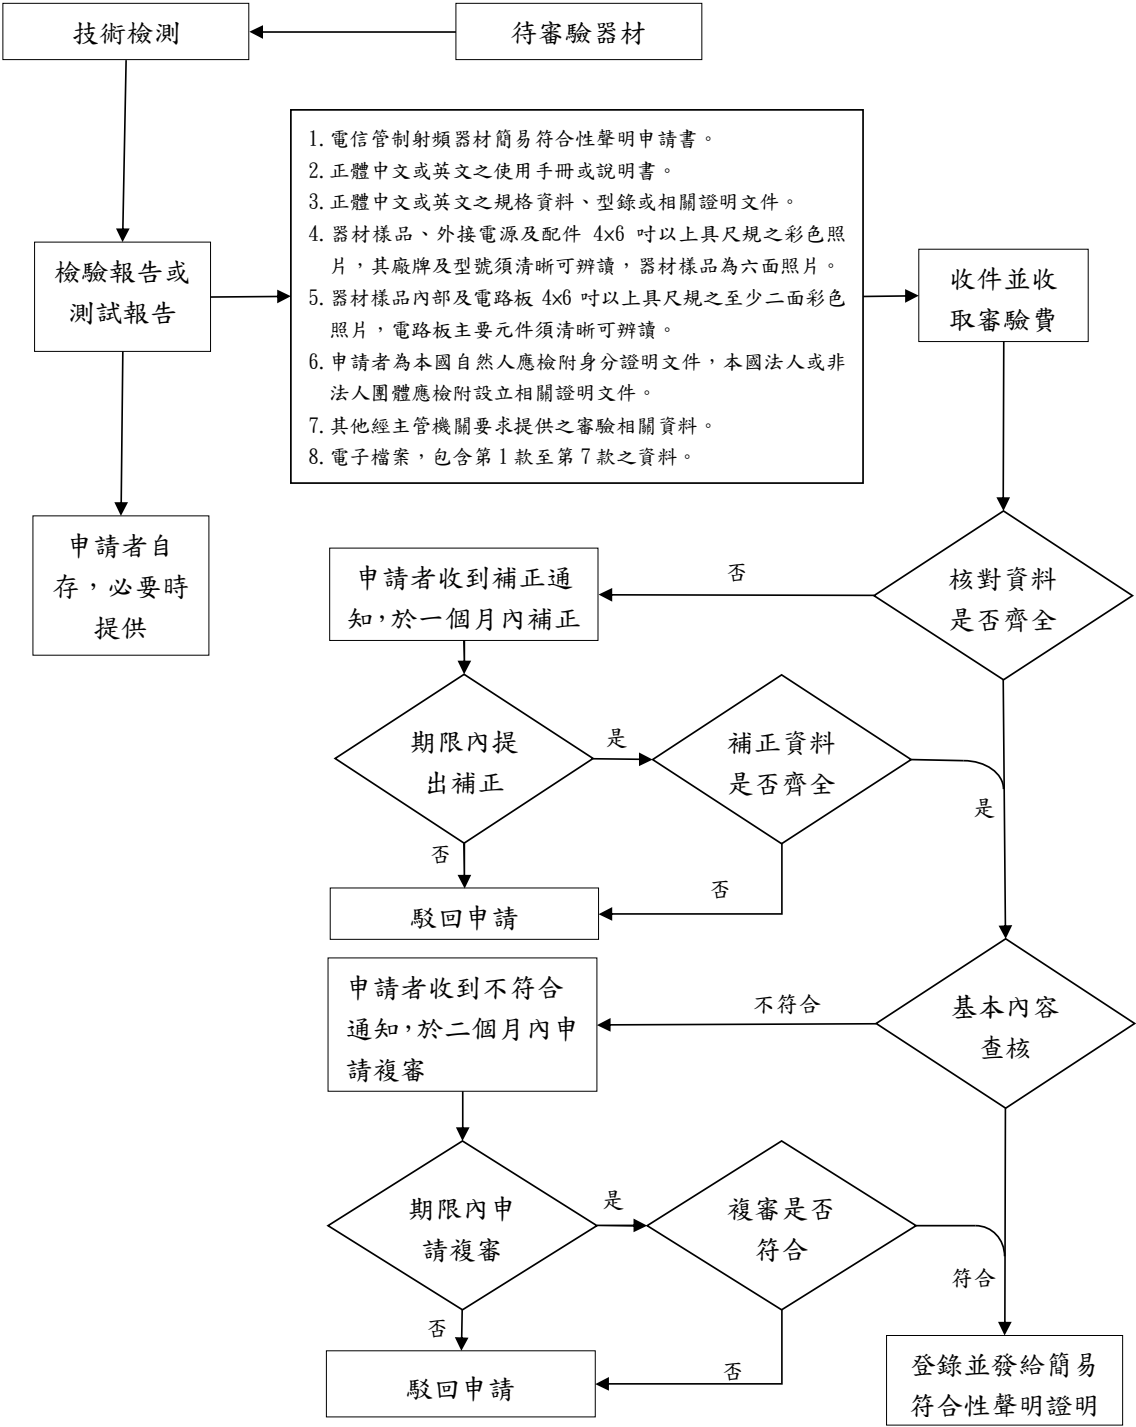 技術檢測
待審驗器材
1.電信管制射頻器材簡易符合性聲明申請書。
2.正體中文或英文之使用手冊或說明書。
3.正體中文或英文之規格資料、型錄或相關證明文件。
4.器材樣品、外接電源及配件 4x6 吋以上具尺規之彩色照
片，其廠牌及型號須清晰可辨讀，器材樣品為六面照片。
5.器材樣品內部及電路板 4x6 吋以上具尺規之至少二面彩色
照片，電路板主要元件須清晰可辨讀。
6.申請者為本國自然人應檢附身分證明文件，本國法人或非
法人團體應檢附設立相關證明文件。
7.其他經主管機關要求提供之審驗相關資料。
8.電子檔案，包含第1款至第7款之資料。
檢驗報告或
測試報告
收件並收
取審驗費
申請者自
存，必要時
提供
申請者收到補正通
知，於一個月內補正
否
核對資料
是否齊全
期限內提
出補正
是
補正資料
是否齊全
是
否
否
駁回申請
申請者收到不符合
通知，於二個月內申
請複審
不符合
基本內容
查核
期限內申
請複審
是
複審是否
符合
符合
否
否
駁回申請
登錄並發給簡易
符合性聲明證明